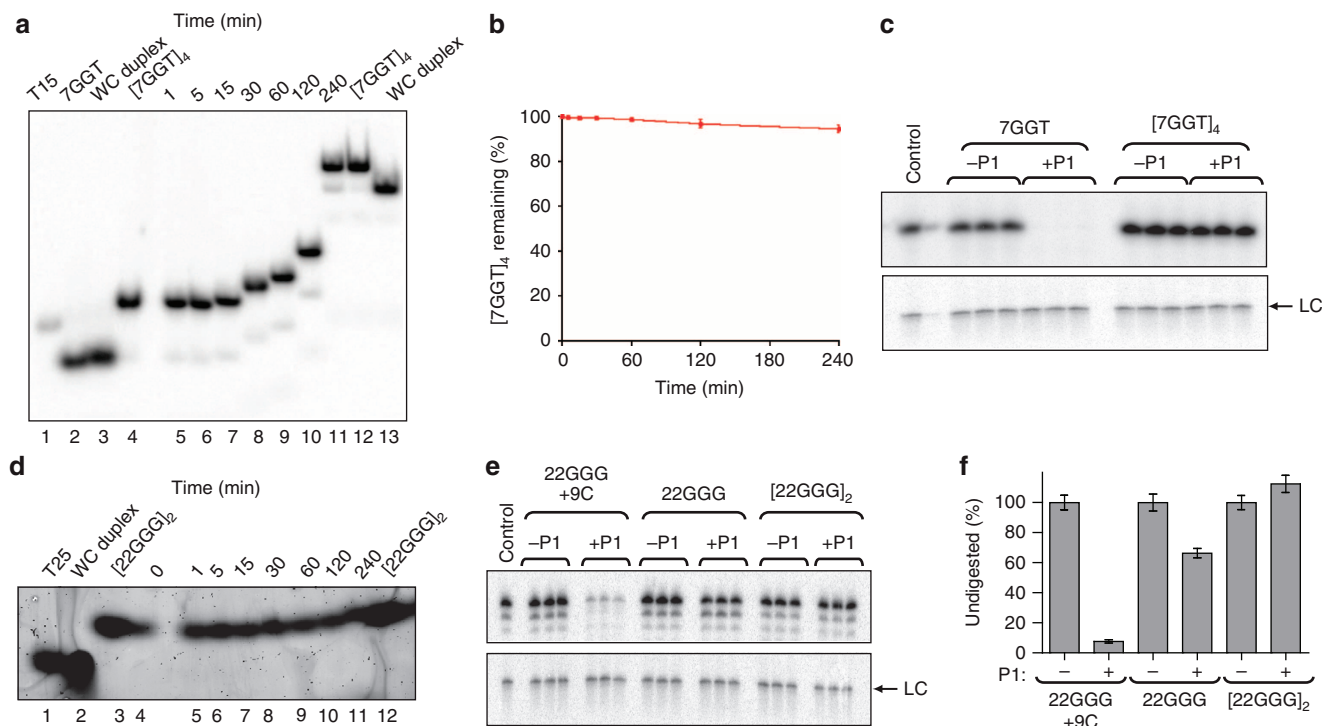 a
Time (min)
T15
7GGT
WC duplex
[7GGT]₄
1
5
15
30
60
120
240
[7GGT]₄
WC duplex
1 2 3 4 5 6 7 8 9 10 11 12 13
b
[7GGT]₄ remaining (%)
100
80
60
40
20
0
0 60 120 180 240
Time (min)
c
Control
7GGT
[7GGT]₄
–P1 +P1 –P1 +P1
LC
d
Time (min)
T25
WC duplex
[22GGG]₂
0
1
5
15
30
60
120
240
[22GGG]₂
1 2 3 4 5 6 7 8 9 10 11 12
e
Control
22GGG
+9C
22GGG
[22GGG]₂
–P1 +P1 –P1 +P1 –P1 +P1
LC
f
Undigested (%)
100
80
60
40
20
0
P1: – + – + – +
22GGG
+9C
22GGG
[22GGG]₂